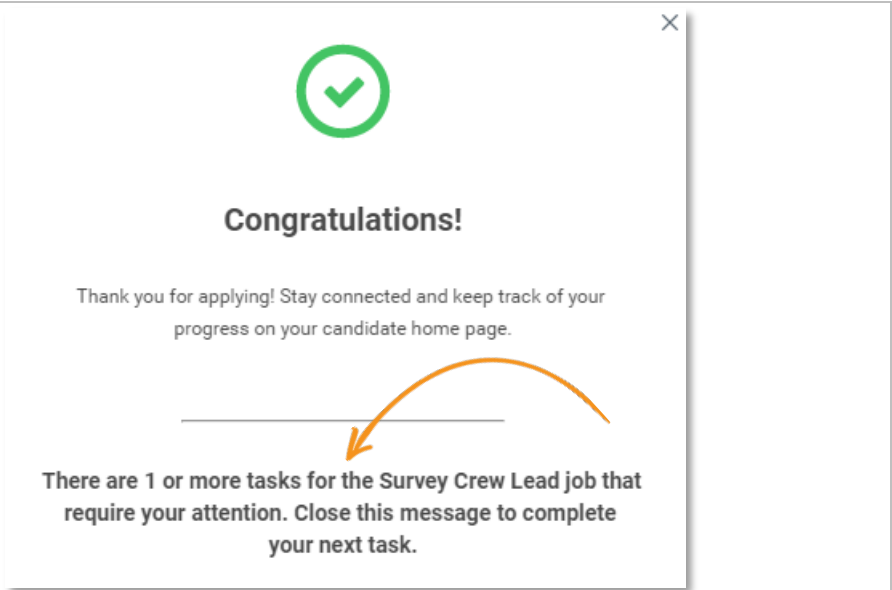 Congratulations!
Thank you for applying! Stay connected and keep track of your
progress on your candidate home page.
There are 1 or more tasks for the Survey Crew Lead job that
require your attention. Close this message to complete
your next task.